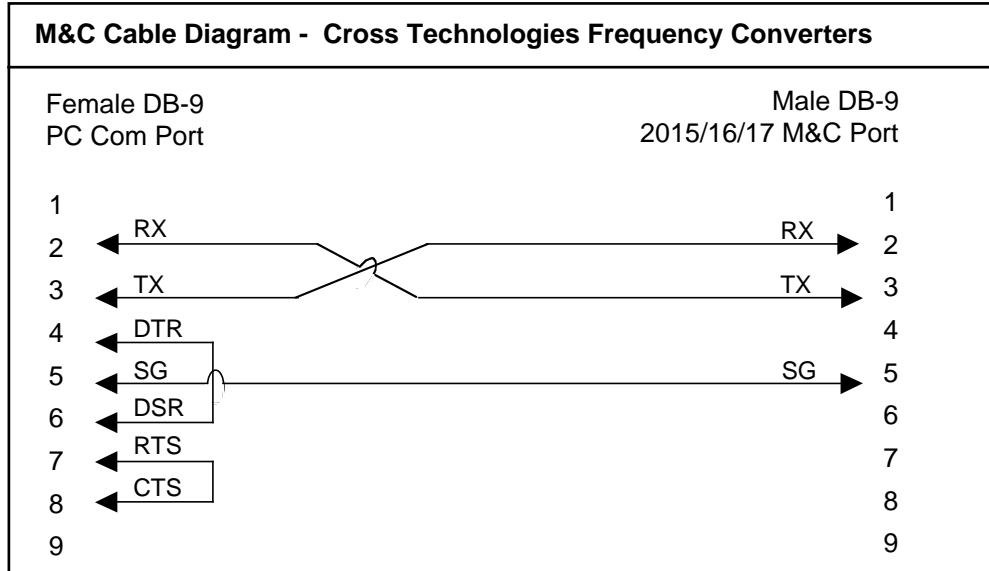 M&C Cable Diagram - Cross Technologies Frequency Converters
Female DB-9
PC Com Port
Male DB-9
2015/16/17 M&C Port
1 1
2 RX RX 2
3 TX TX 3
4 DTR 4
5 SG SG 5
6 DSR 6
7 RTS 7
8 CTS 8
9 9